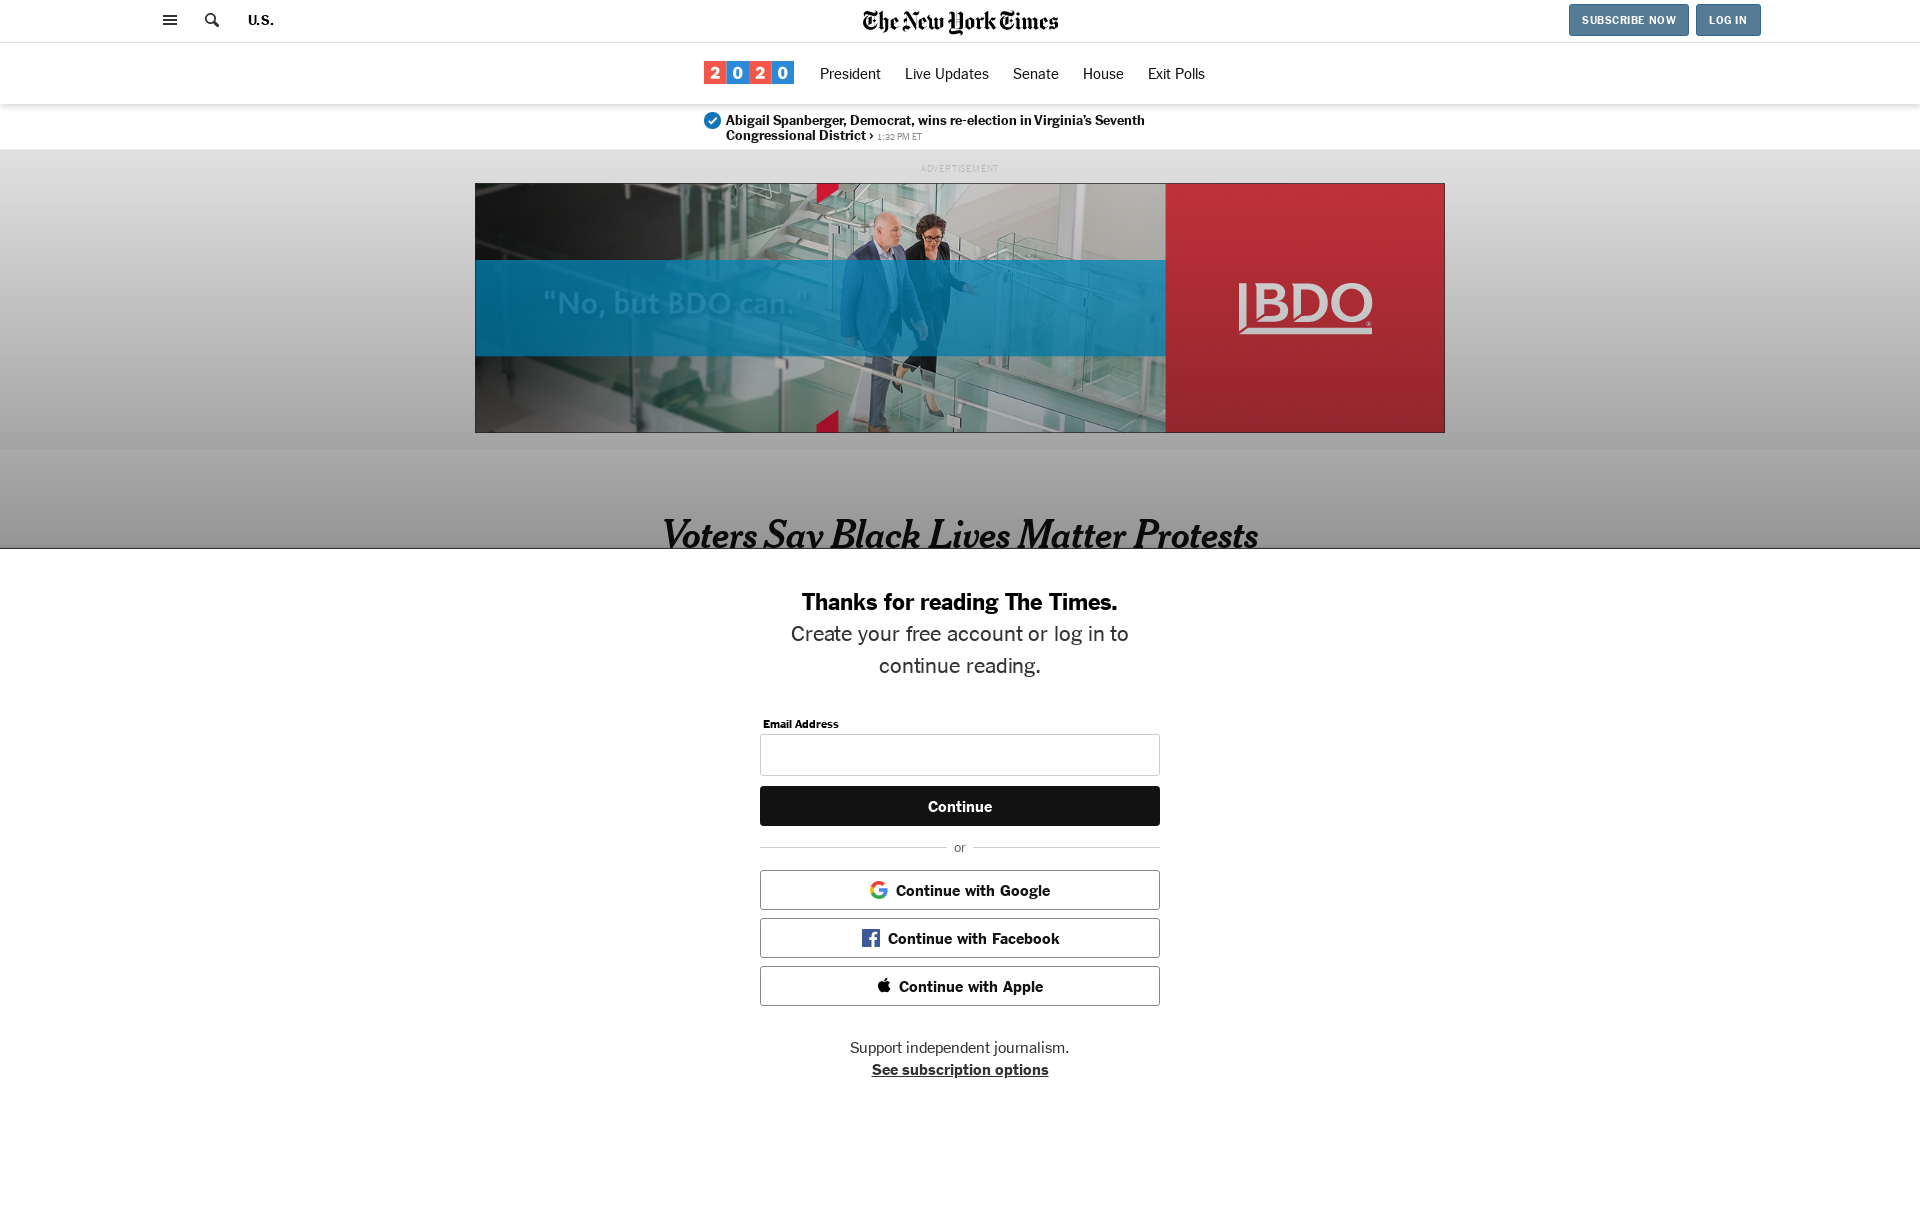 U.S.
The New York Times
SUBSCRIBE NOW
LOG IN
2020
President
Live Updates
Senate
House
Exit Polls
Abigail Spanberger, Democrat, wins re-election in Virginia's Seventh
Congressional District › 1:32 PM ET
ADVERTISEMENT
"No, but BDO can."
BDO
Voters Say Black Lives Matter Protests
Thanks for reading The Times.
Create your free account or log in to
continue reading.
Email Address
Continue
or
Continue with Google
Continue with Facebook
Continue with Apple
Support independent journalism.
See subscription options